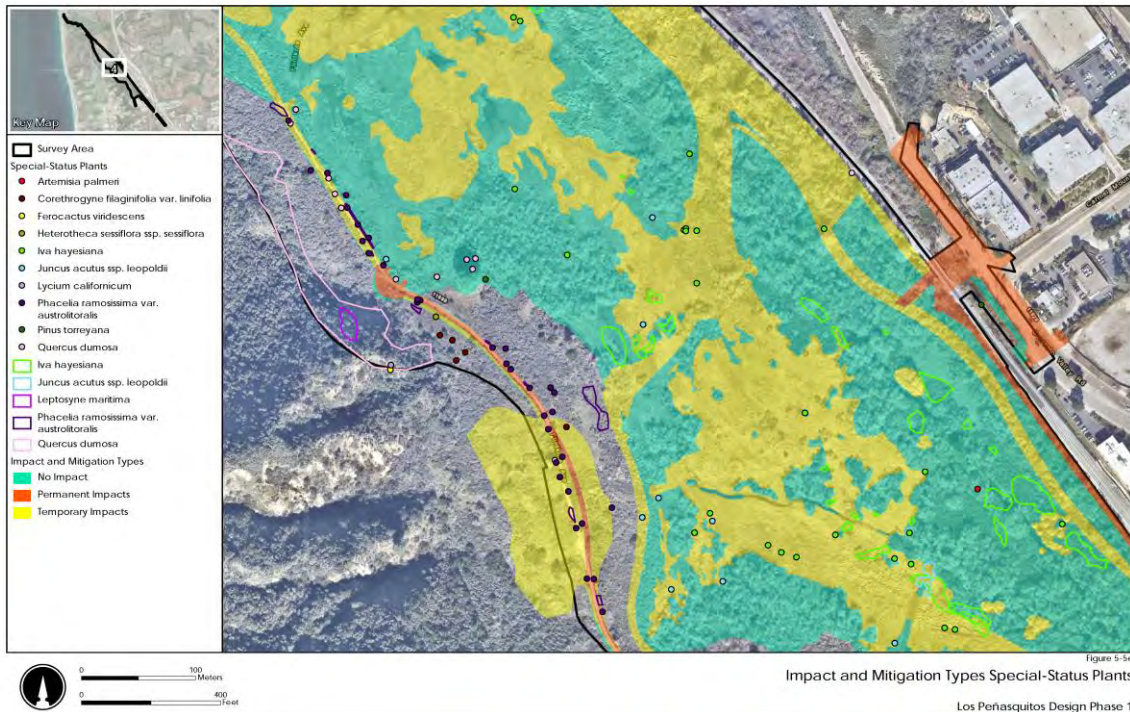 Key Map
Survey Area
Special-Status Plants
Artemisia palmeri
Corethrogyne filaginifolia var. linifolia
Ferocactus viridescens
Heterotheca sessiflora ssp. sessiflora
Iva hayesiana
Juncus acutus ssp. leopoldii
Lycium californicum
Phacelia ramosissima var.
austrolitoralis
Pinus torreyana
Quercus dumosa
Iva hayesiana
Juncus acutus ssp. leopoldii
Leptosyne maritima
Phacelia ramosissima var.
austrolitoralis
Quercus dumosa
Impact and Mitigation Types
No Impact
Permanent Impacts
Temporary Impacts
Valley Rd
0 100
Meters
0 400
Feet
Impact and Mitigation Types Special-Status Plants
Los Peñasquitos Design Phase 1